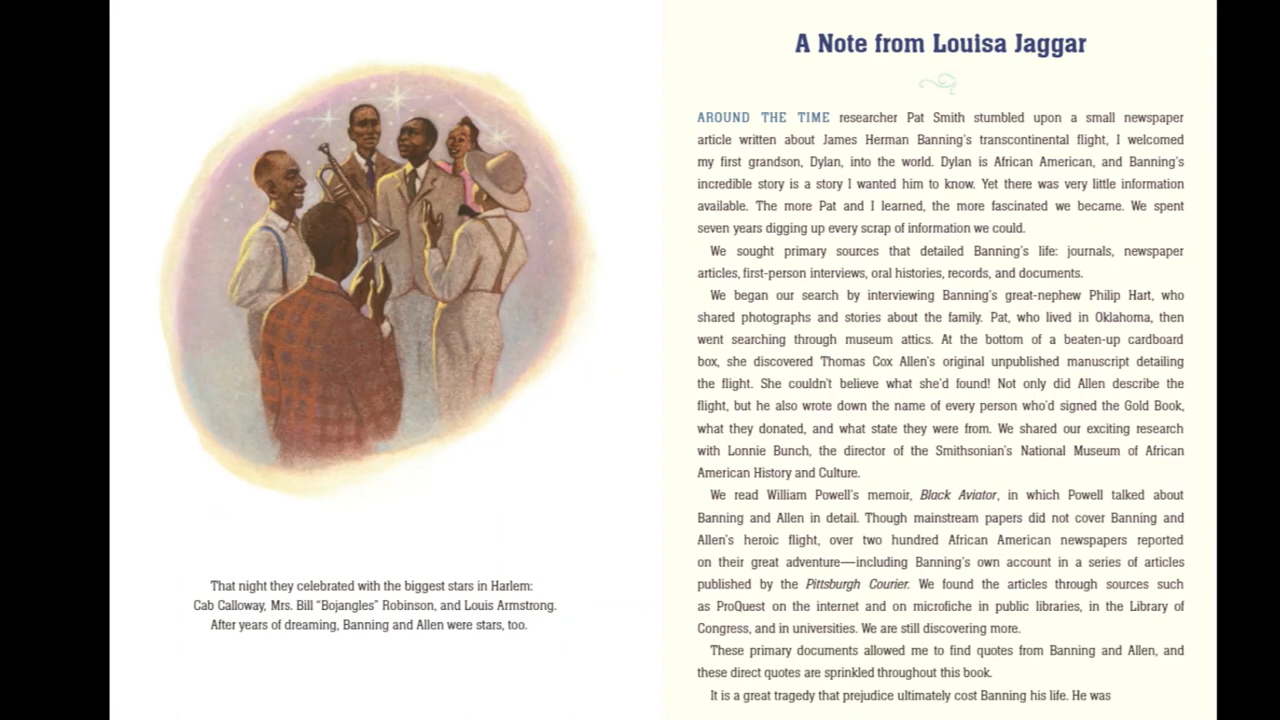 That night they celebrated with the biggest stars in Harlem:
Cab Calloway, Mrs. Bill “Bojangles” Robinson, and Louis Armstrong.
After years of dreaming, Banning and Allen were stars, too.
A Note from Louisa Jaggar
AROUND THE TIME researcher Pat Smith stumbled upon a small newspaper
article written about James Herman Banning’s transcontinental flight, I welcomed
my first grandson, Dylan, into the world. Dylan is African American, and Banning’s
incredible story is a story I wanted him to know. Yet there was very little information
available. The more Pat and I learned, the more fascinated we became. We spent
seven years digging up every scrap of information we could.
We sought primary sources that detailed Banning’s life: journals, newspaper
articles, first-person interviews, oral histories, records, and documents.
We began our search by interviewing Banning’s great-nephew Philip Hart, who
shared photographs and stories about the family. Pat, who lived in Oklahoma, then
went searching through museum attics. At the bottom of a beaten-up cardboard
box, she discovered Thomas Cox Allen’s original unpublished manuscript detailing
the flight. She couldn’t believe what she’d found! Not only did Allen describe the
flight, but he also wrote down the name of every person who’d signed the Gold Book,
what they donated, and what state they were from. We shared our exciting research
with Lonnie Bunch, the director of the Smithsonian’s National Museum of African
American History and Culture.
We read William Powell’s memoir, Black Aviator, in which Powell talked about
Banning and Allen in detail. Though mainstream papers did not cover Banning and
Allen’s heroic flight, over two hundred African American newspapers reported
on their great adventure—including Banning’s own account in a series of articles
published by the Pittsburgh Courier. We found the articles through sources such
as ProQuest on the internet and on microfiche in public libraries, in the Library of
Congress, and in universities. We are still discovering more.
These primary documents allowed me to find quotes from Banning and Allen, and
these direct quotes are sprinkled throughout this book.
It is a great tragedy that prejudice ultimately cost Banning his life. He was